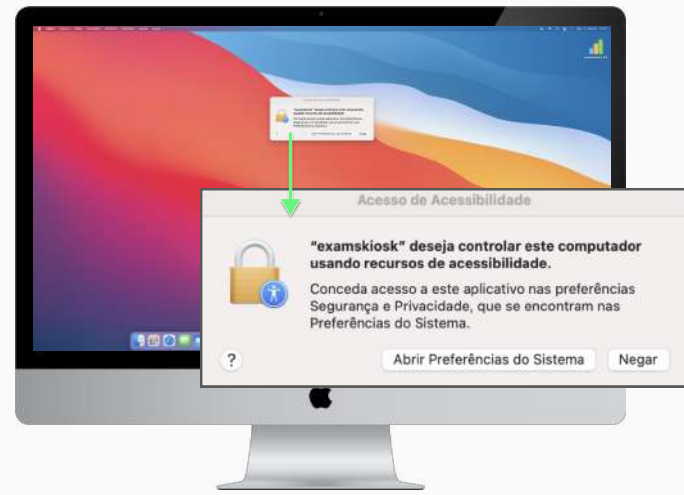 Acesso de Acessibilidade
"examskiosk" deseja controlar este computador
usando recursos de acessibilidade.
Conceda acesso a este aplicativo nas preferências
Segurança e Privacidade, que se encontram nas
Preferências do Sistema.
?
Abrir Preferências do Sistema
Negar